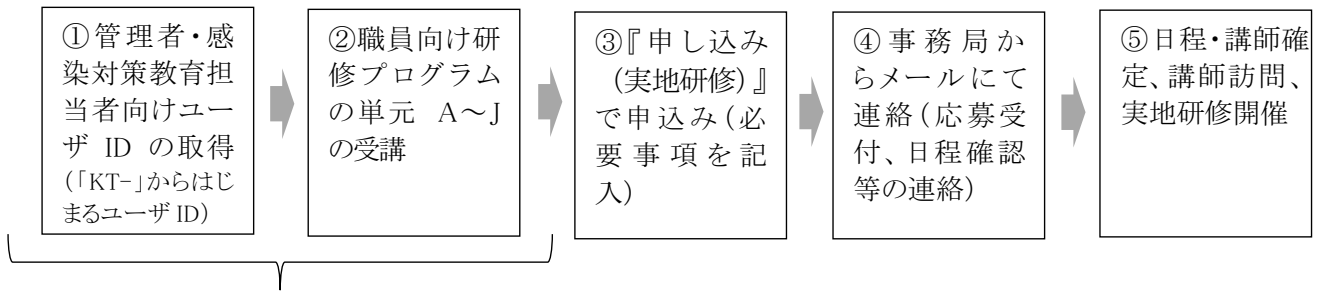 ①管理者・感
染対策教育担
当者向けユー
ザ ID の取得
(「KT-」からはじ
まるユーザ ID)
②職員向け研
修プログラム
の単元 A～J
の受講
③『申し込み
(実地研修)』
で申込み(必
要事項を記
入)
④事務局か
らメールにて
連絡(応募受
付、日程確認
等の連絡)
⑤日程・講師確
定、講師訪問、
実地研修開催